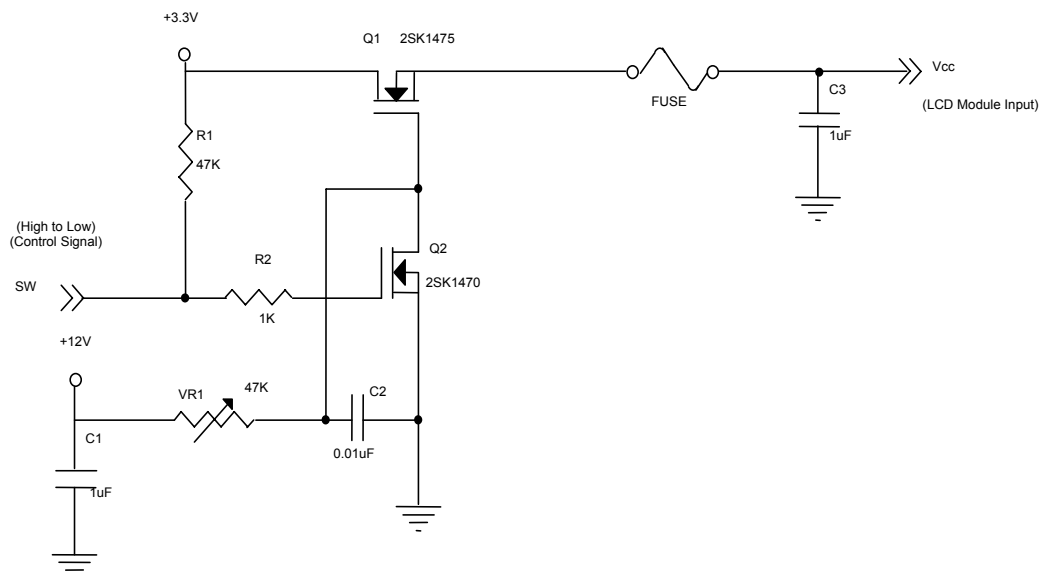 +3.3V
Q1 2SK1475
Vcc
(LCD Module Input)
FUSE
C3
1uF
R1
47K
(High to Low)
(Control Signal)
SW
R2
1K
Q2
2SK1470
+12V
VR1
47K
C2
0.01uF
C1
1uF